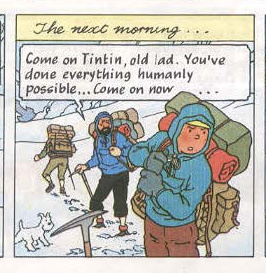 The next morning ...
Come on Tintin, old lad. You've
done everything humanly
possible... Come on now ...